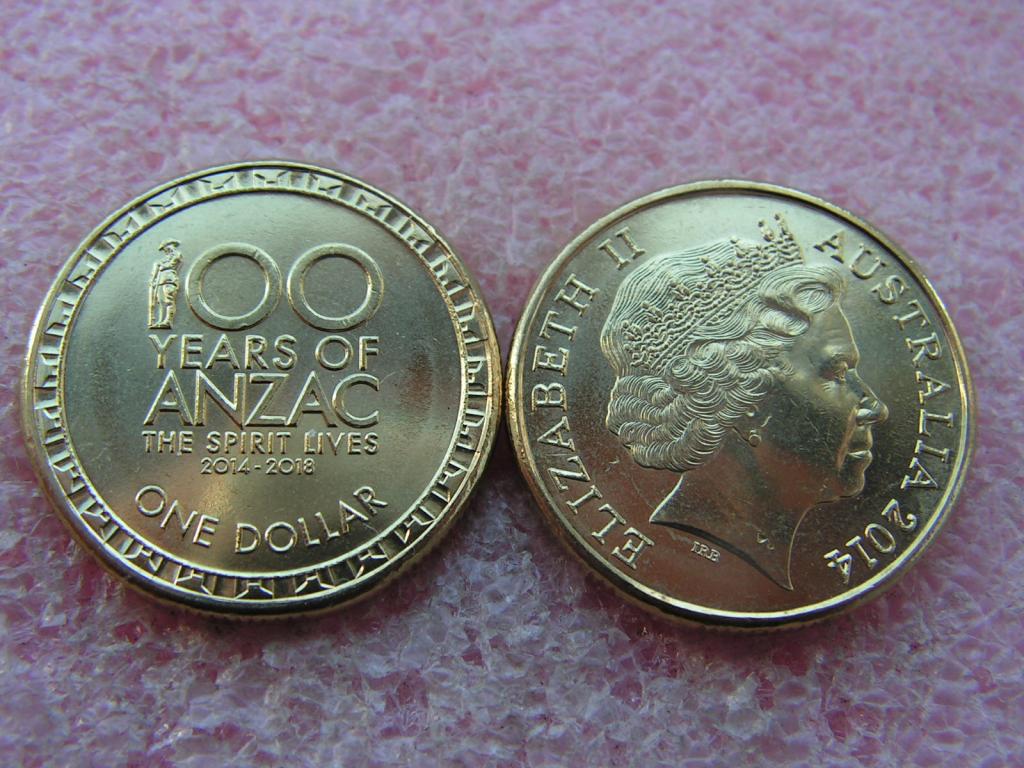 100
YEARS OF
ANZAC
THE SPIRIT LIVES
2014-2018
ONE DOLLAR
ELIZABETH II
AUSTRALIA 2014
IRB